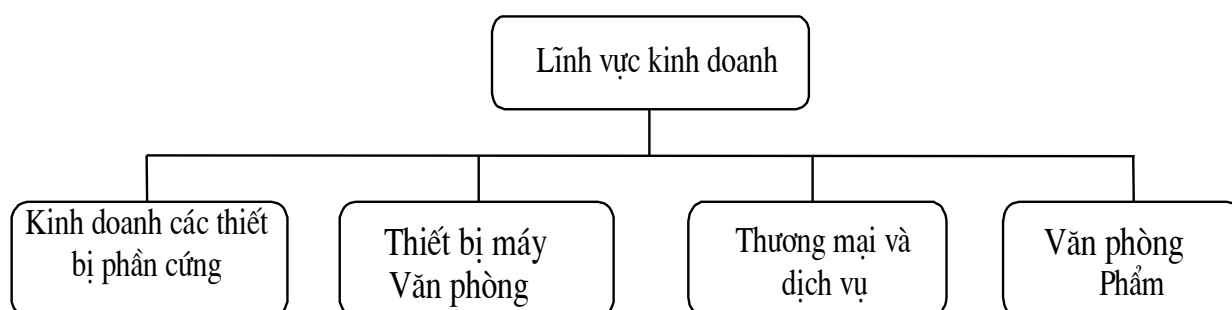 Lĩnh vực kinh doanh
Kinh doanh các thiết
bị phần cứng
Thiết bị máy
Văn phòng
Thương mại và
dịch vụ
Văn phòng
Phẩm